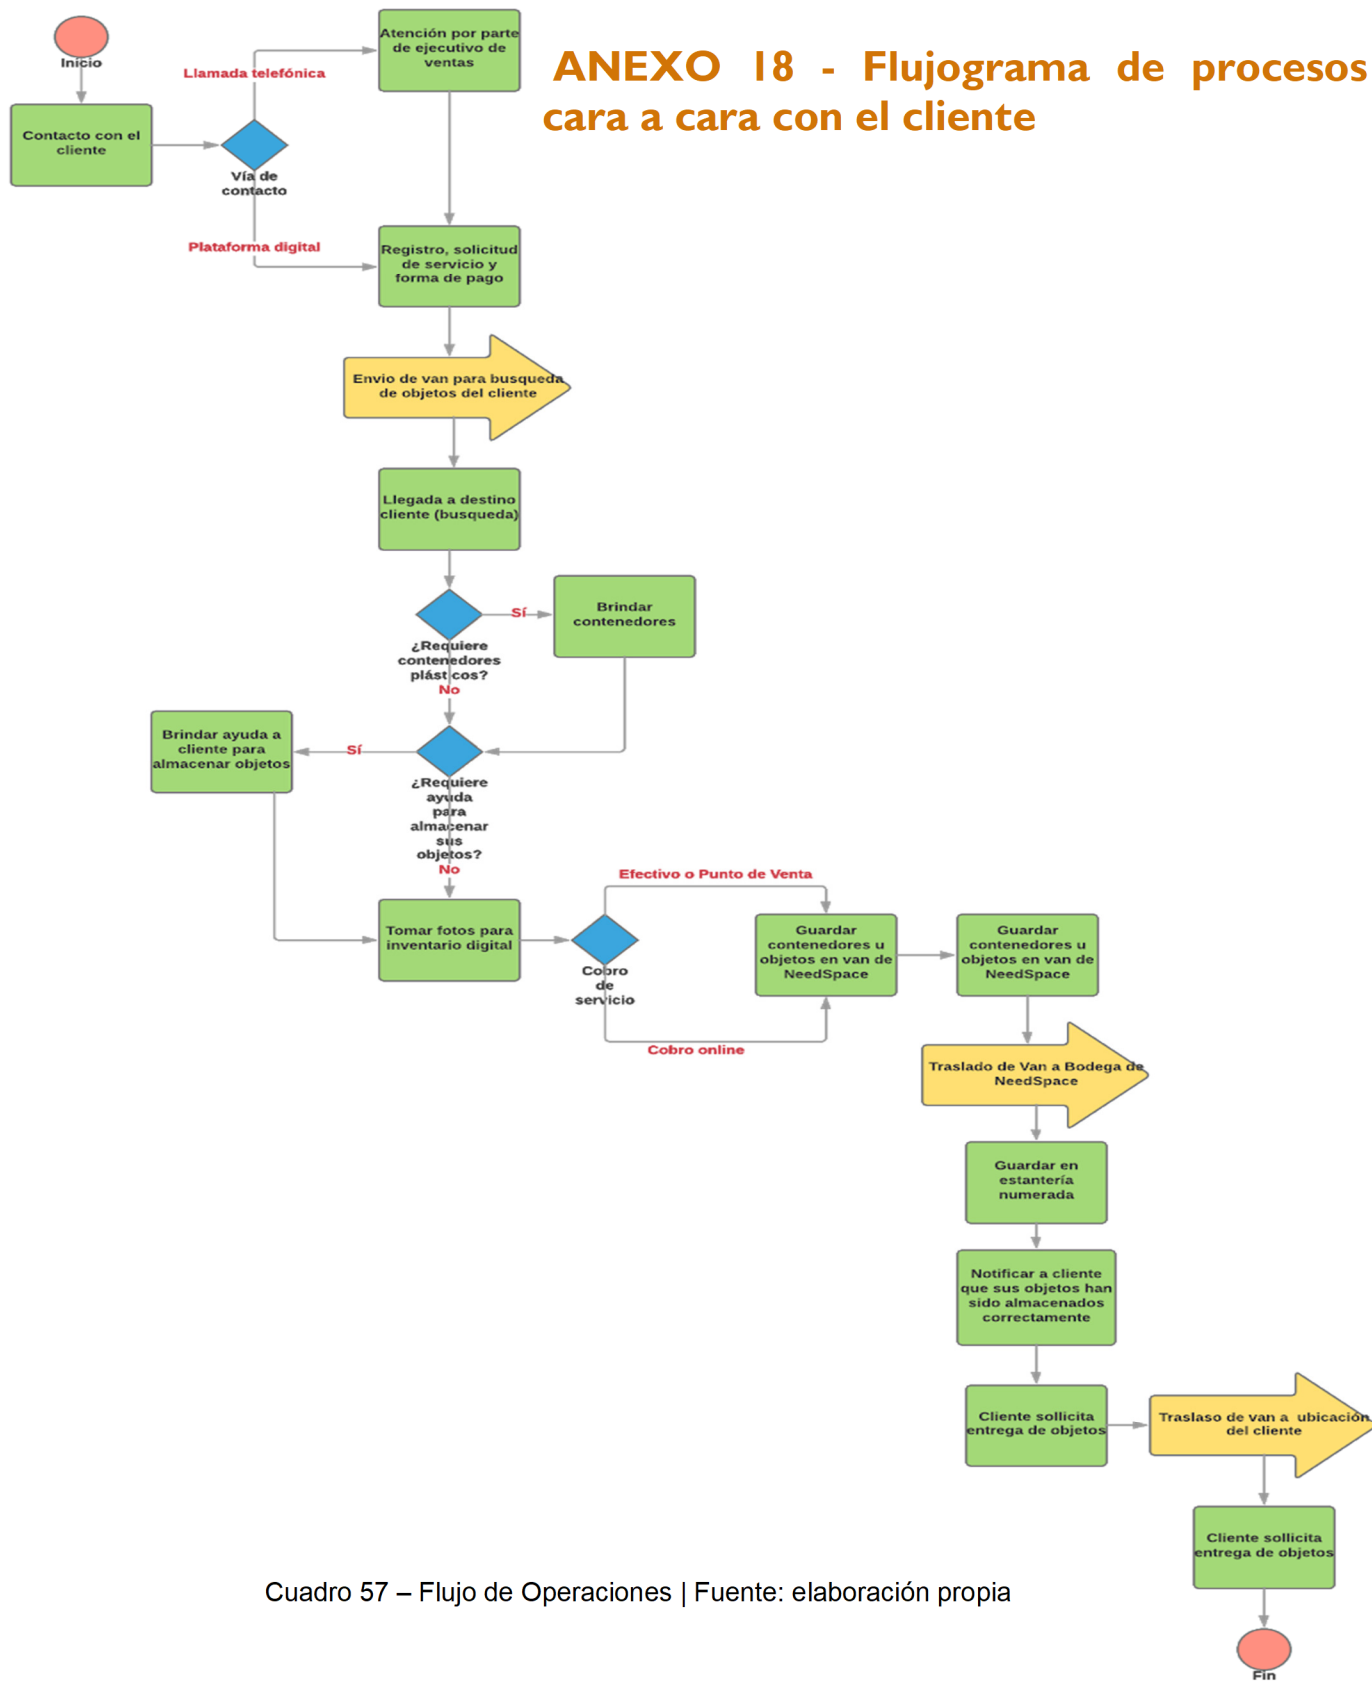 Inicio
Contacto con el
cliente
Llamada telefónica
Vía de
contacto
Plataforma digital
Atención por parte
de ejecutivo de
ventas
ANEXO 18 - Flujograma de procesos
cara a cara con el cliente
Registro, solicitud
de servicio y
forma de pago
Envio de van para busqueda
de objetos del cliente
Llegada a destino
cliente (busqueda)
¿Requiere
contenedores
plásticos?
Sí
No
Brindar
contenedores
¿Requiere
ayuda
para
almacenar
sus
objetos?
Sí
No
Brindar ayuda a
cliente para
almacenar objetos
Tomar fotos para
inventario digital
Cobro
de
servicio
Efectivo o Punto de Venta
Cobro online
Guardar
contenedores u
objetos en van de
NeedSpace
Guardar
contenedores u
objetos en van de
NeedSpace
Traslado de Van a Bodega de
NeedSpace
Guardar en
estantería
numerada
Notificar a cliente
que sus objetos han
sido almacenados
correctamente
Cliente sollicita
entrega de objetos
Traslaso de van a ubicación
del cliente
Cliente sollicita
entrega de objetos
Fin
Cuadro 57 – Flujo de Operaciones | Fuente: elaboración propia